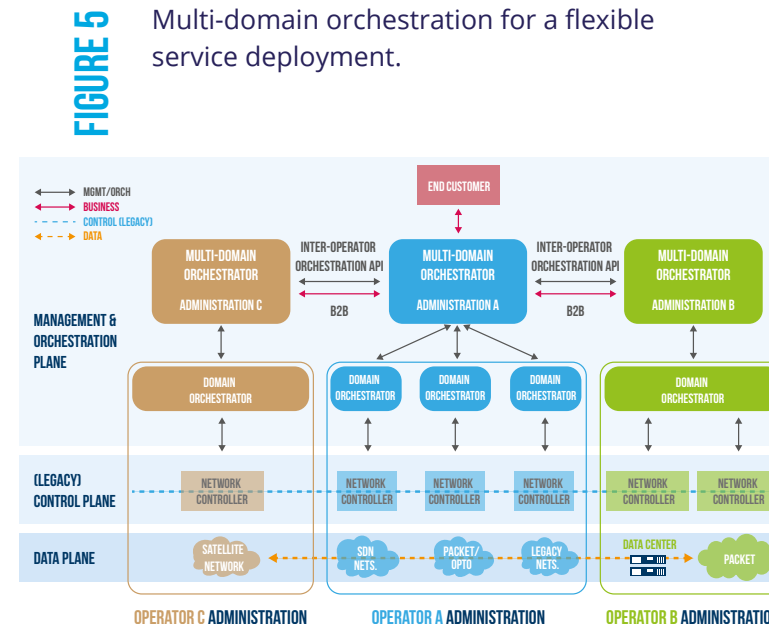 FIGURE 5
Multi-domain orchestration for a flexible
service deployment.
MGMT/ORCH
BUSINESS
CONTROL (LEGACY)
DATA
END CUSTOMER
MULTI-DOMAIN
ORCHESTRATOR
ADMINISTRATION C
INTER-OPERATOR
ORCHESTRATION API
B2B
MULTI-DOMAIN
ORCHESTRATOR
ADMINISTRATION A
INTER-OPERATOR
ORCHESTRATION API
B2B
MULTI-DOMAIN
ORCHESTRATOR
ADMINISTRATION B
MANAGEMENT &
ORCHESTRATION
PLANE
DOMAIN
ORCHESTRATOR
DOMAIN
ORCHESTRATOR
DOMAIN
ORCHESTRATOR
DOMAIN
ORCHESTRATOR
DOMAIN
ORCHESTRATOR
(LEGACY)
CONTROL PLANE
NETWORK
CONTROLLER
NETWORK
CONTROLLER
NETWORK
CONTROLLER
NETWORK
CONTROLLER
NETWORK
CONTROLLER
NETWORK
CONTROLLER
DATA PLANE
SATELLITE
NETWORK
SDN
NETS.
PACKET/
OPTO
LEGACY
NETS.
DATA CENTER
PACKET
OPERATOR C ADMINISTRATION
OPERATOR A ADMINISTRATION
OPERATOR B ADMINISTRATIO